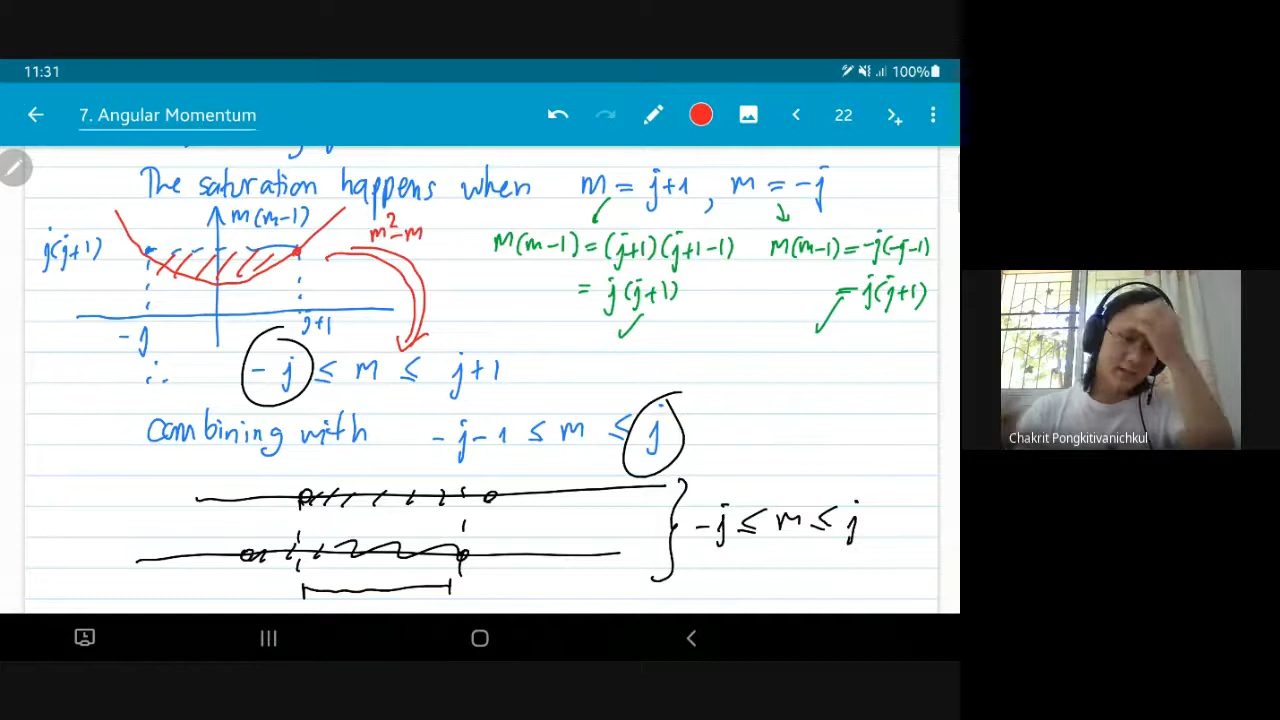 11:31 100%
7. Angular Momentum 22
The saturation happens when m = j+1, m = -j
m(m-1)
j(j+1)
m²-m
m(m-1) = (j+1)(j+1-1) m(m-1) = -j(-j-1)
= j(j+1) = j(j+1)
-j j+1
∴ -j ≤ m ≤ j+1
Combining with -j-1 ≤ m ≤ j
-j ≤ m ≤ j
Chakrit Pongkitivanichkul